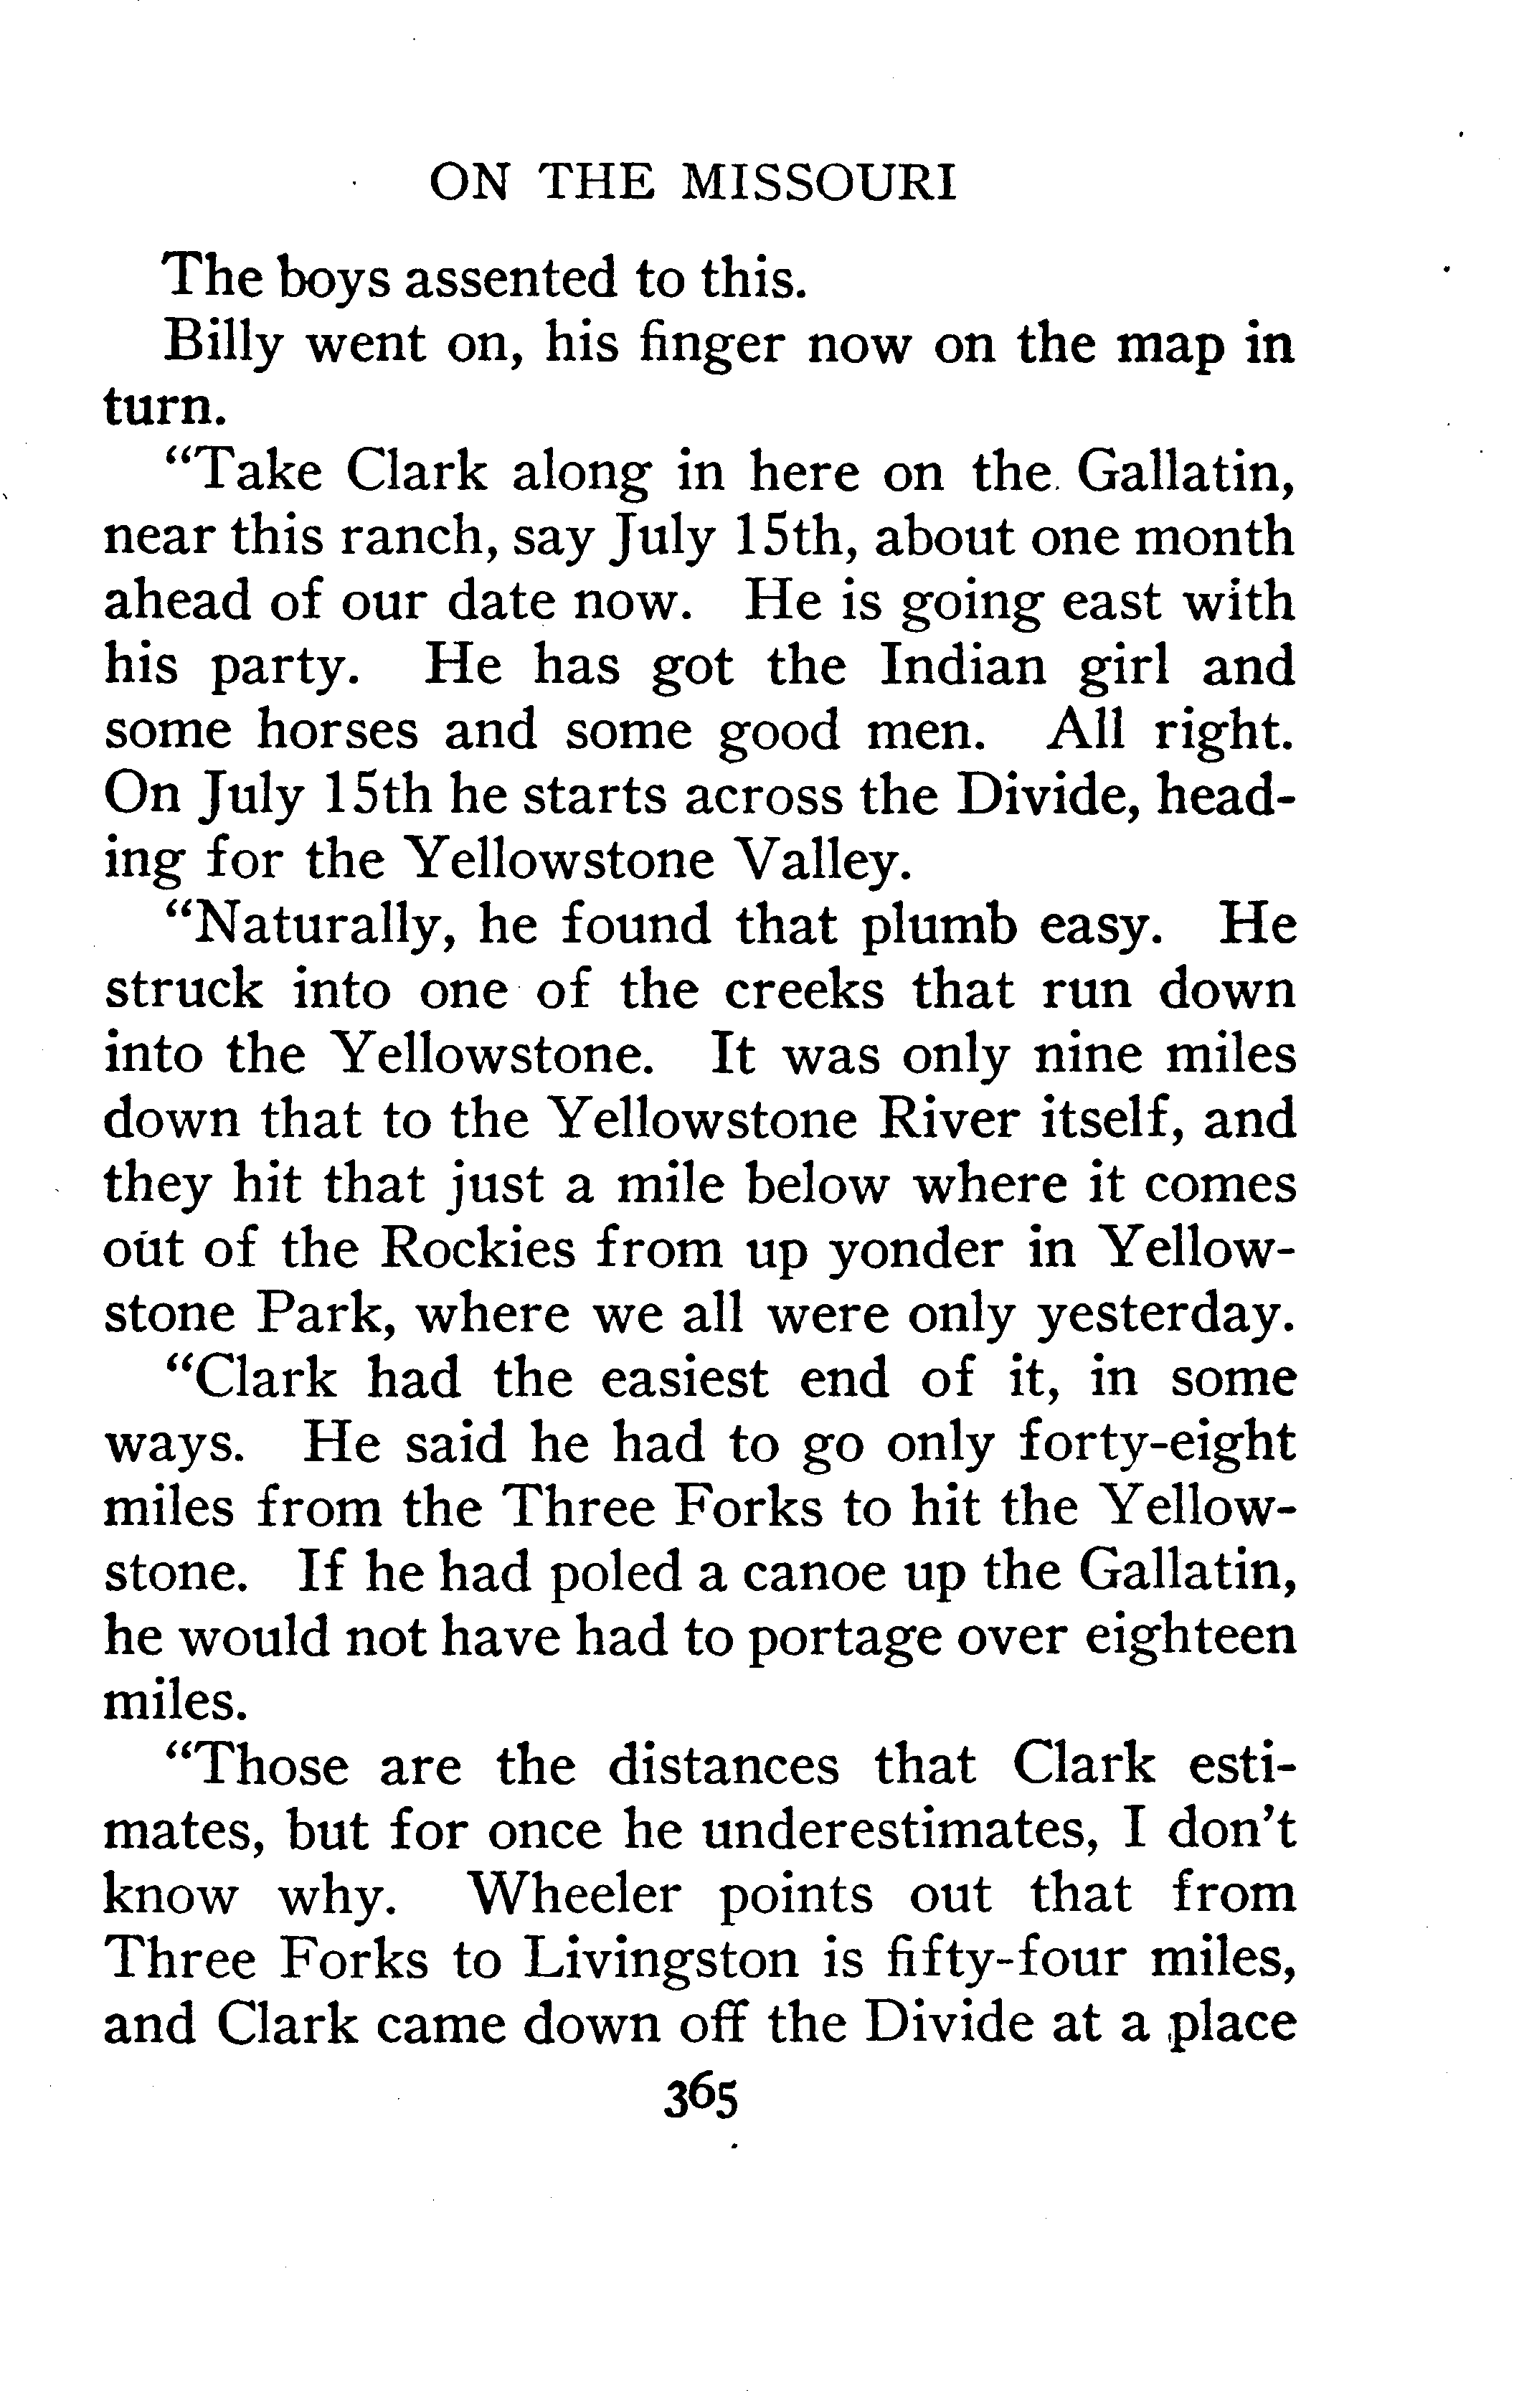 ON THE MISSOURI
The boys assented to this.
Billy went on, his finger now on the map in
turn.
“Take Clark along in here on the Gallatin,
near this ranch, say July 15th, about one month
ahead of our date now. He is going east with
his party. He has got the Indian girl and
some horses and some good men. All right.
On July 15th he starts across the Divide, head-
ing for the Yellowstone Valley.
“Naturally, he found that plumb easy. He
struck into one of the creeks that run down
into the Yellowstone. It was only nine miles
down that to the Yellowstone River itself, and
they hit that just a mile below where it comes
out of the Rockies from up yonder in Yellow-
stone Park, where we all were only yesterday.
“Clark had the easiest end of it, in some
ways. He said he had to go only forty-eight
miles from the Three Forks to hit the Yellow-
stone. If he had poled a canoe up the Gallatin,
he would not have had to portage over eighteen
miles.
“Those are the distances that Clark esti-
mates, but for once he underestimates, I don’t
know why. Wheeler points out that from
Three Forks to Livingston is fifty-four miles,
and Clark came down off the Divide at a place
365